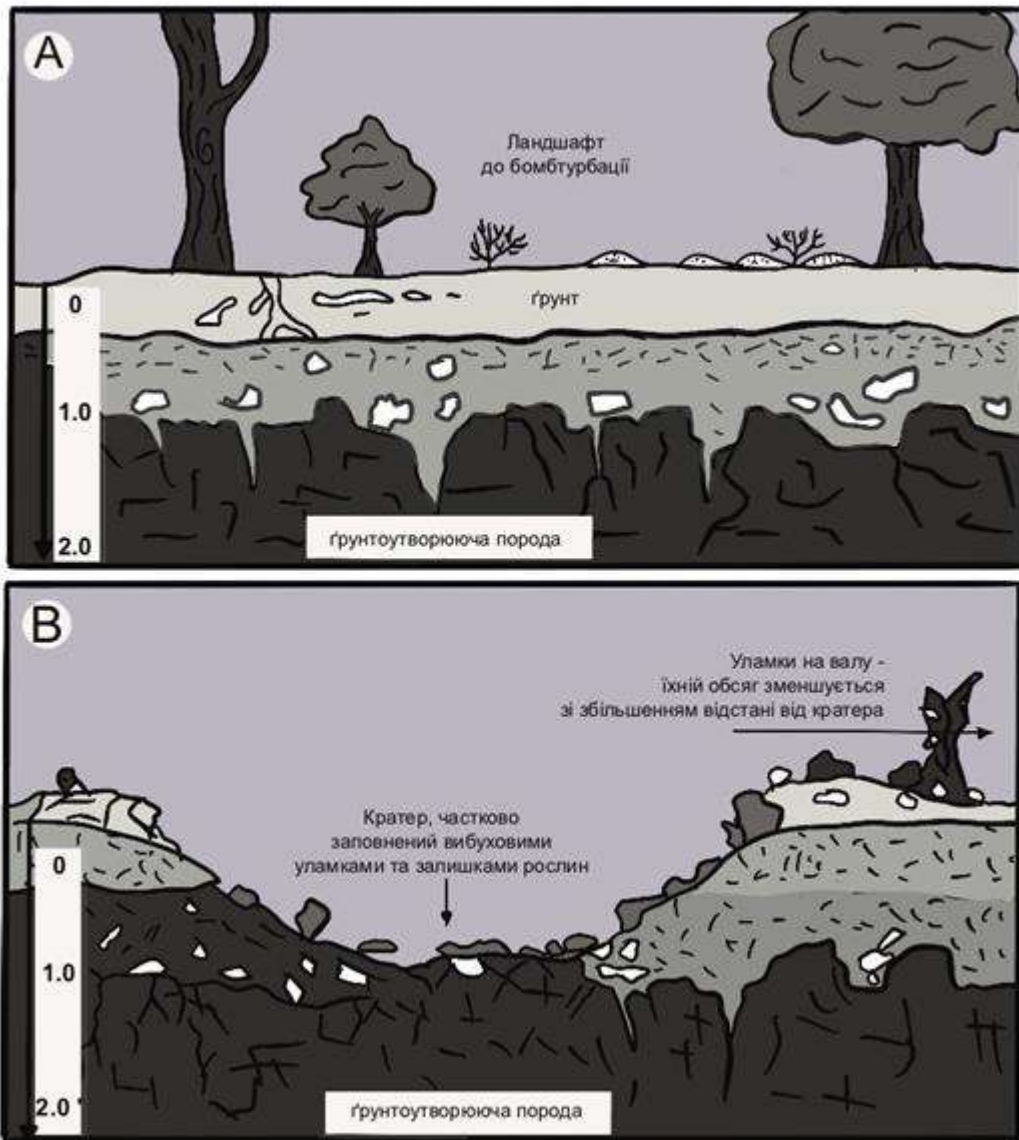 A
Ландшафт
до бомбтурбації
0
ґрунт
1.0
2.0
ґрунтоутворююча порода
B
Уламки на валу -
їхній обсяг зменшується
зі збільшенням відстані від кратера
Кратер, частково
заповнений вибуховими
уламками та залишками рослин
0
1.0
2.0
ґрунтоутворююча порода